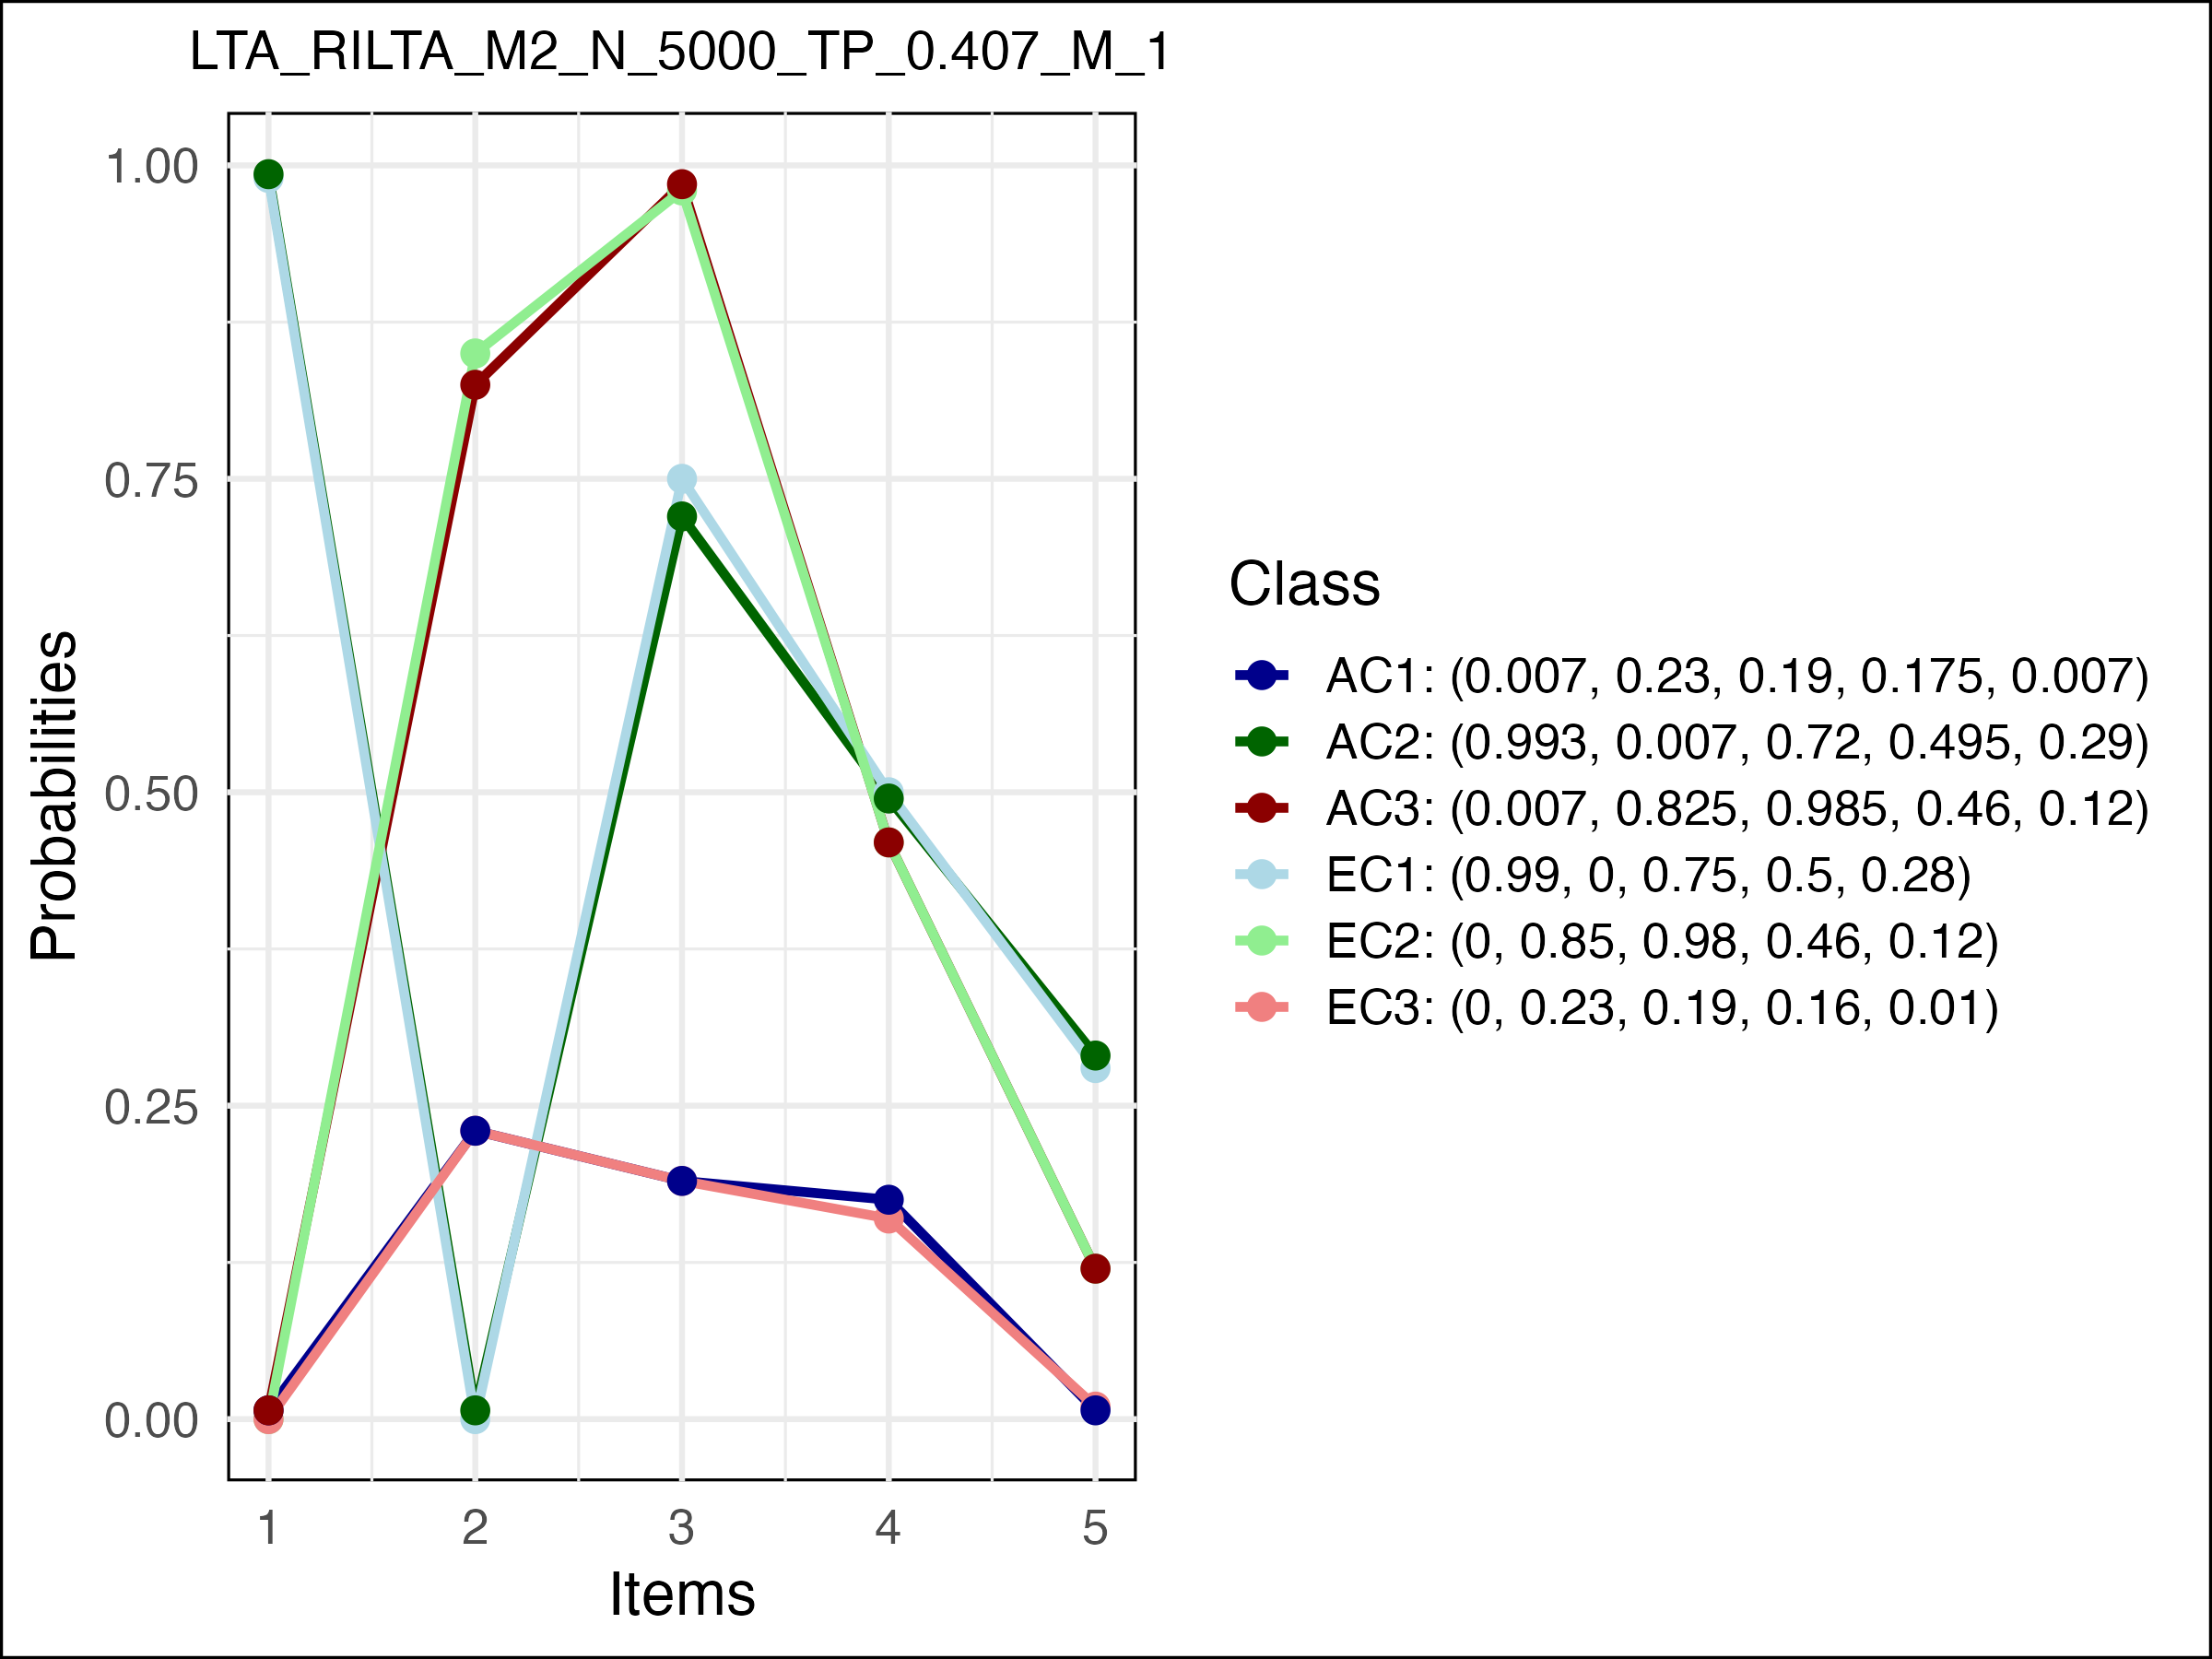 LTA_RILTA_M2_N_5000_TP_0.407_M_1
1.00
0.75
0.50
0.25
0.00
Probabilities
1 2 3 4 5
Items
Class
AC1: (0.007, 0.23, 0.19, 0.175, 0.007)
AC2: (0.993, 0.007, 0.72, 0.495, 0.29)
AC3: (0.007, 0.825, 0.985, 0.46, 0.12)
EC1: (0.99, 0, 0.75, 0.5, 0.28)
EC2: (0, 0.85, 0.98, 0.46, 0.12)
EC3: (0, 0.23, 0.19, 0.16, 0.01)